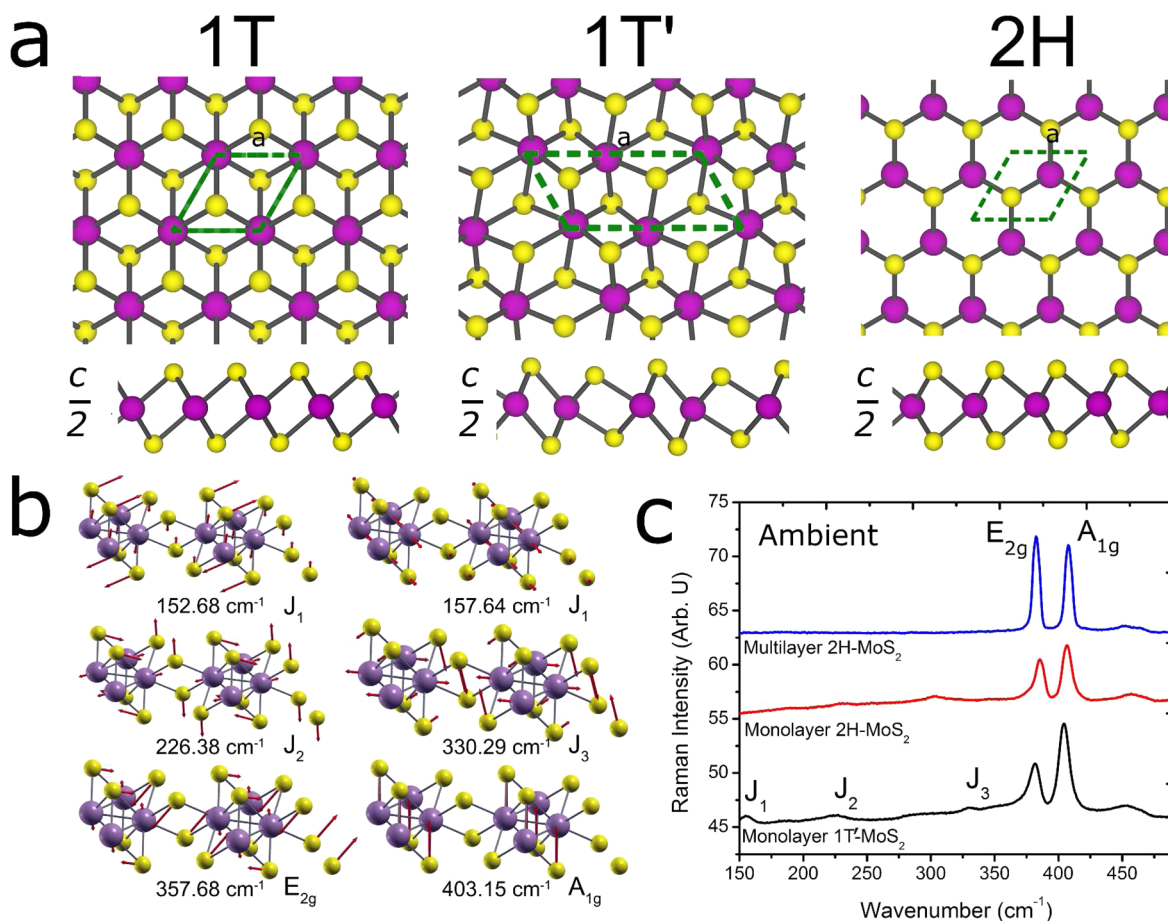 a
1T
1T'
2H
a
a
a
c
2
c
2
c
2
b
152.68 cm⁻¹ J₁
157.64 cm⁻¹ J₁
226.38 cm⁻¹ J₂
330.29 cm⁻¹ J₃
357.68 cm⁻¹ E₂g
403.15 cm⁻¹ A₁g
c
Ambient
E₂g
A₁g
Multilayer 2H-MoS₂
Monolayer 2H-MoS₂
J₁
J₂
J₃
Monolayer 1T'-MoS₂
Raman Intensity (Arb. U)
75
70
65
60
55
50
45
150 200 250 300 350 400 450
Wavenumber (cm⁻¹)